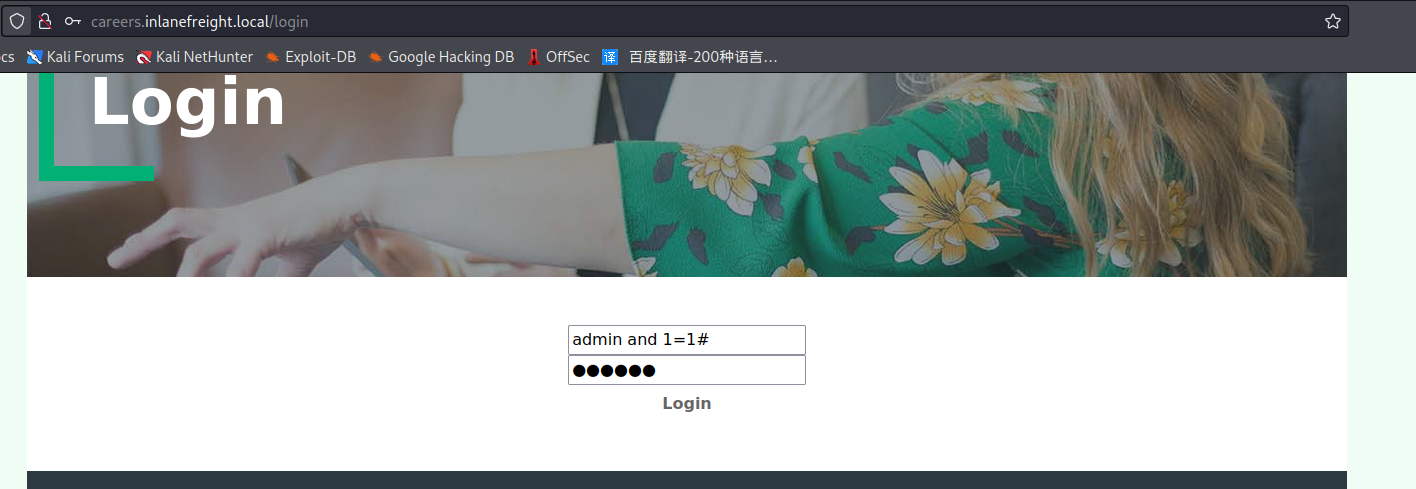 careers.inlanefreight.local/login
cs Kali Forums Kali NetHunter Exploit-DB Google Hacking DB OffSec 译 百度翻译-200种语言...
Login
admin and 1=1#
●●●●●●
Login